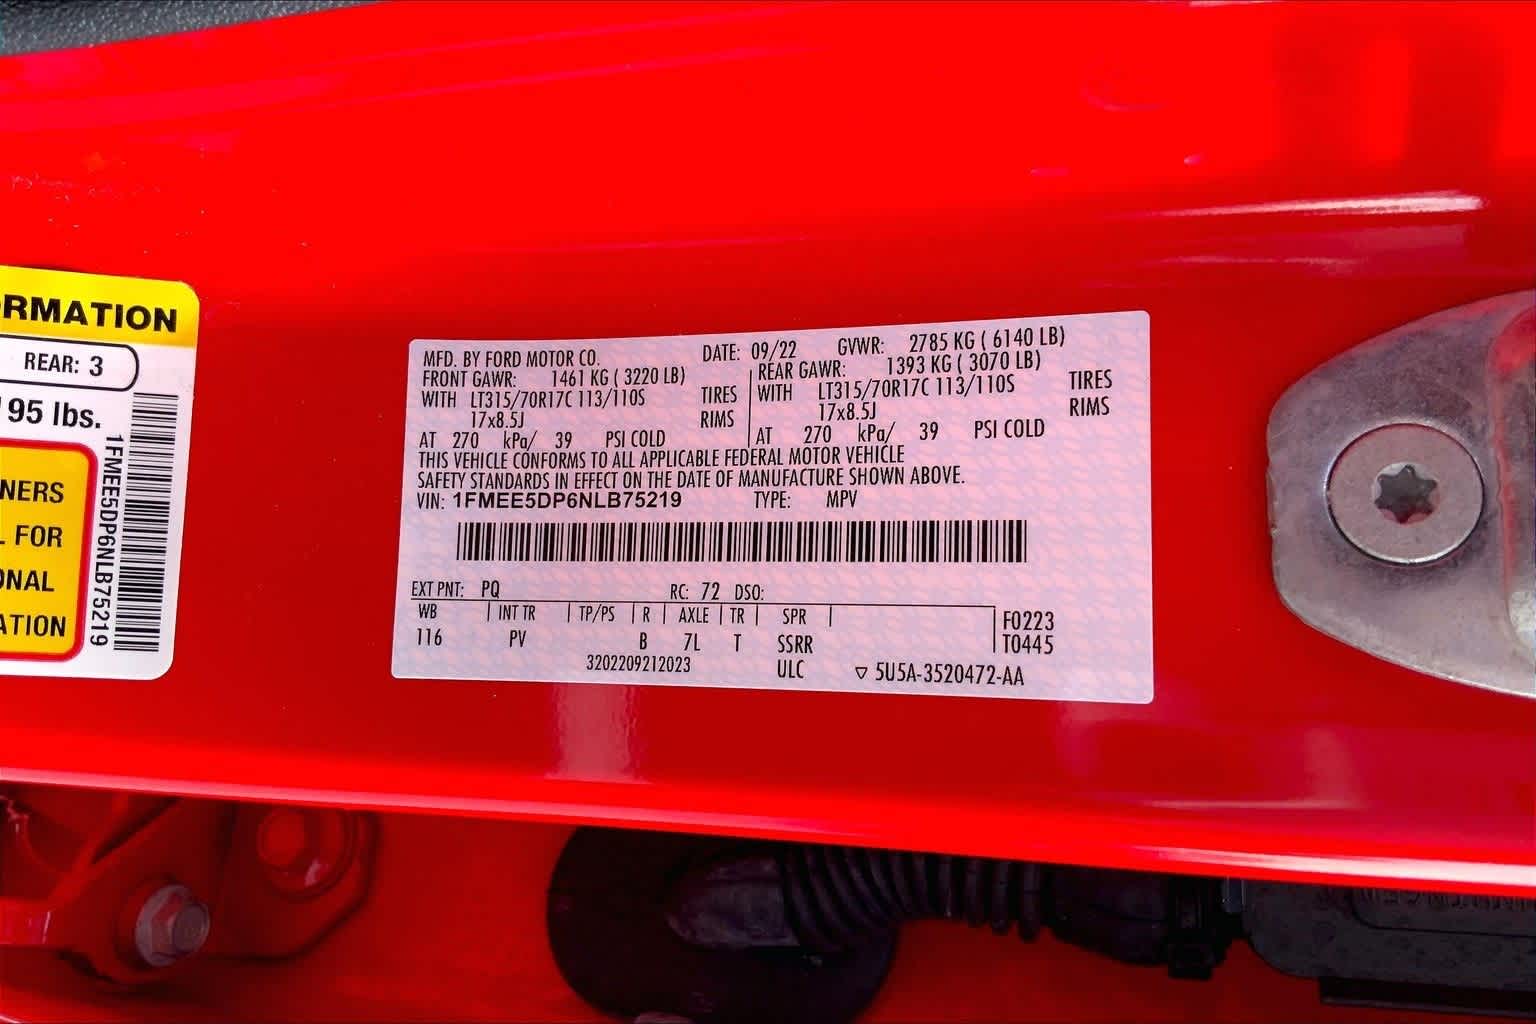 RMATION
REAR: 3
95 lbs.
NERS
FOR
ONAL
ATION
1FMEE5DP6NLB75219
MFD. BY FORD MOTOR CO. DATE: 09/22 GVWR: 2785 KG ( 6140 LB)
FRONT GAWR: 1461 KG ( 3220 LB) REAR GAWR: 1393 KG ( 3070 LB)
WITH LT315/70R17C 113/110S TIRES WITH LT315/70R17C 113/110S TIRES
17x8.5J RIMS 17x8.5J RIMS
AT 270 kPa/ 39 PSI COLD AT 270 kPa/ 39 PSI COLD
THIS VEHICLE CONFORMS TO ALL APPLICABLE FEDERAL MOTOR VEHICLE
SAFETY STANDARDS IN EFFECT ON THE DATE OF MANUFACTURE SHOWN ABOVE.
VIN: 1FMEE5DP6NLB75219 TYPE: MPV
EXT PNT: PQ RC: 72 DSO:
WB INT TR TP/PS R AXLE TR SPR F0223
116 PV B 7L T SSRR T0445
3202209212023 ULC ▽ 5U5A-3520472-AA